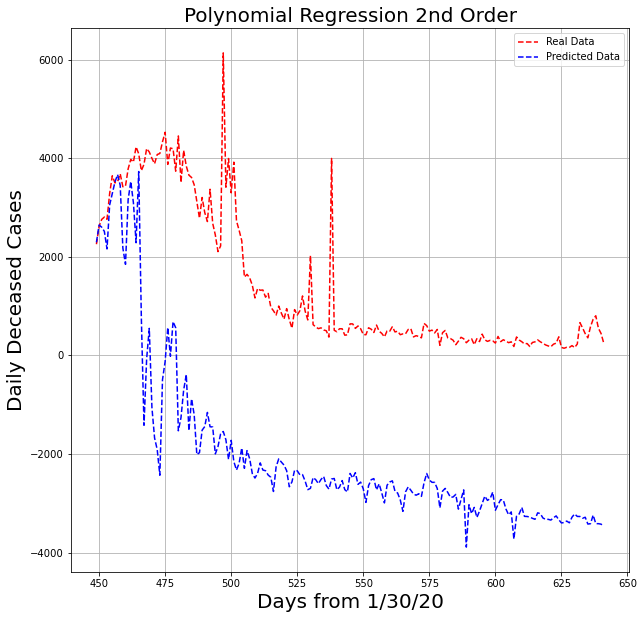 Polynomial Regression 2nd Order
Real Data
Predicted Data
6000
4000
2000
0
−2000
−4000
Daily Deceased Cases
450 475 500 525 550 575 600 625 650
Days from 1/30/20